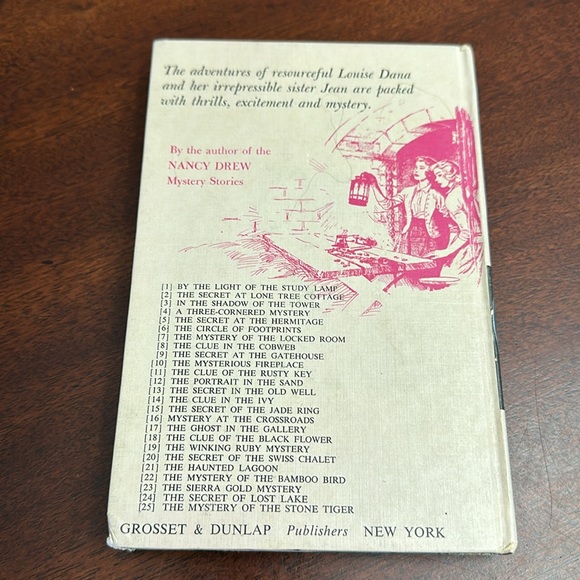 The adventures of resourceful Louise Dana
and her irrepressible sister Jean are packed
with thrills, excitement and mystery.
By the author of the
NANCY DREW
Mystery Stories
[1] BY THE LIGHT OF THE STUDY LAMP
[2] THE SECRET AT LONE TREE COTTAGE
[3] IN THE SHADOW OF THE TOWER
[4] A THREE-CORNERED MYSTERY
[5] THE SECRET AT THE HERMITAGE
[6] THE CIRCLE OF FOOTPRINTS
[7] THE MYSTERY OF THE LOCKED ROOM
[8] THE CLUE IN THE COBWEB
[9] THE SECRET AT THE GATEHOUSE
[10] THE MYSTERIOUS FIREPLACE
[11] THE CLUE OF THE RUSTY KEY
[12] THE PORTRAIT IN THE SAND
[13] THE SECRET IN THE OLD WELL
[14] THE CLUE IN THE IVY
[15] THE SECRET OF THE JADE RING
[16] MYSTERY AT THE CROSSROADS
[17] THE GHOST IN THE GALLERY
[18] THE CLUE OF THE BLACK FLOWER
[19] THE WINKING RUBY MYSTERY
[20] THE SECRET OF THE SWISS CHALET
[21] THE HAUNTED LAGOON
[22] THE MYSTERY OF THE BAMBOO BIRD
[23] THE SIERRA GOLD MYSTERY
[24] THE SECRET OF LOST LAKE
[25] THE MYSTERY OF THE STONE TIGER
GROSSET & DUNLAP Publishers NEW YORK